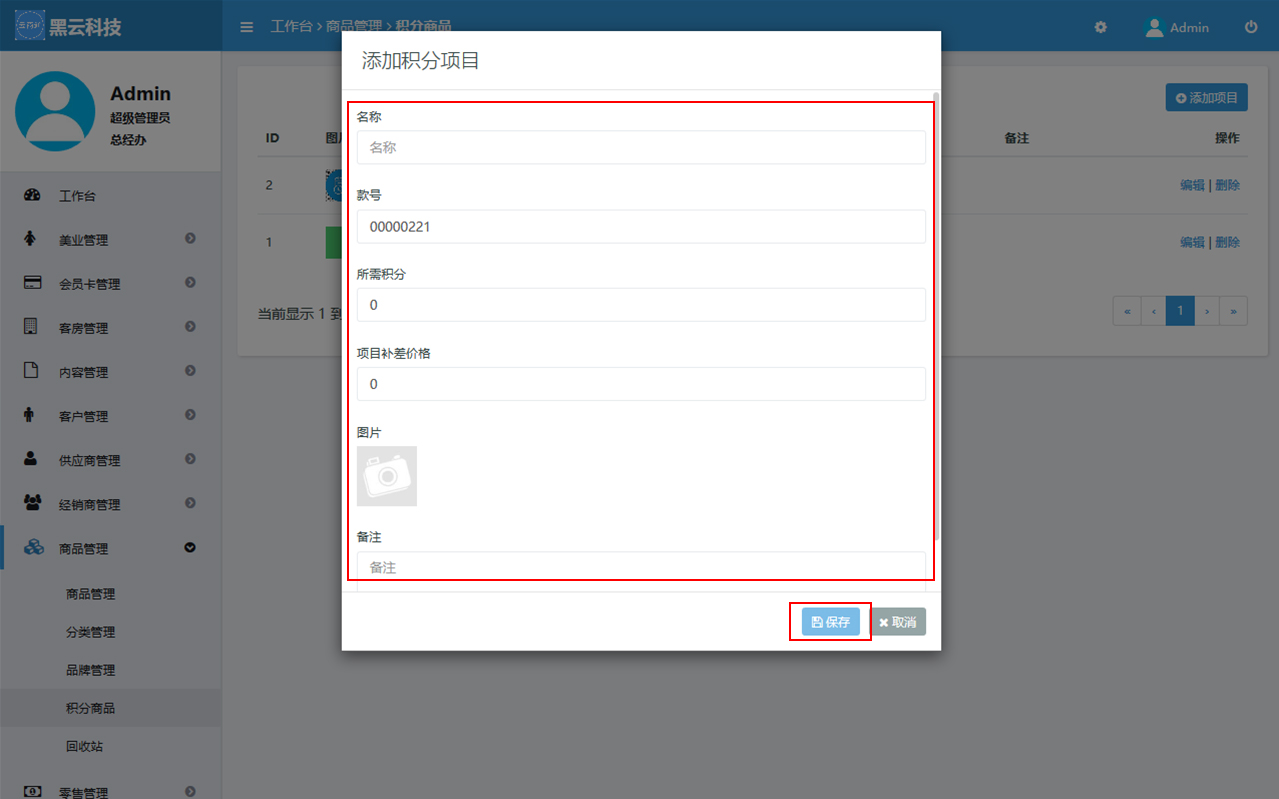 黑云科技
工作台 › 商品管理 › 积分商品
Admin
Admin
超级管理员
总经办
工作台
美业管理
会员卡管理
客房管理
内容管理
客户管理
供应商管理
经销商管理
商品管理
商品管理
分类管理
品牌管理
积分商品
回收站
零售管理
添加项目
ID
备注
操作
2
编辑 | 删除
1
编辑 | 删除
当前显示 1 到
« ‹ 1 › »
添加积分项目
名称
名称
款号
00000221
所需积分
0
项目补差价格
0
图片
备注
备注
保存
取消